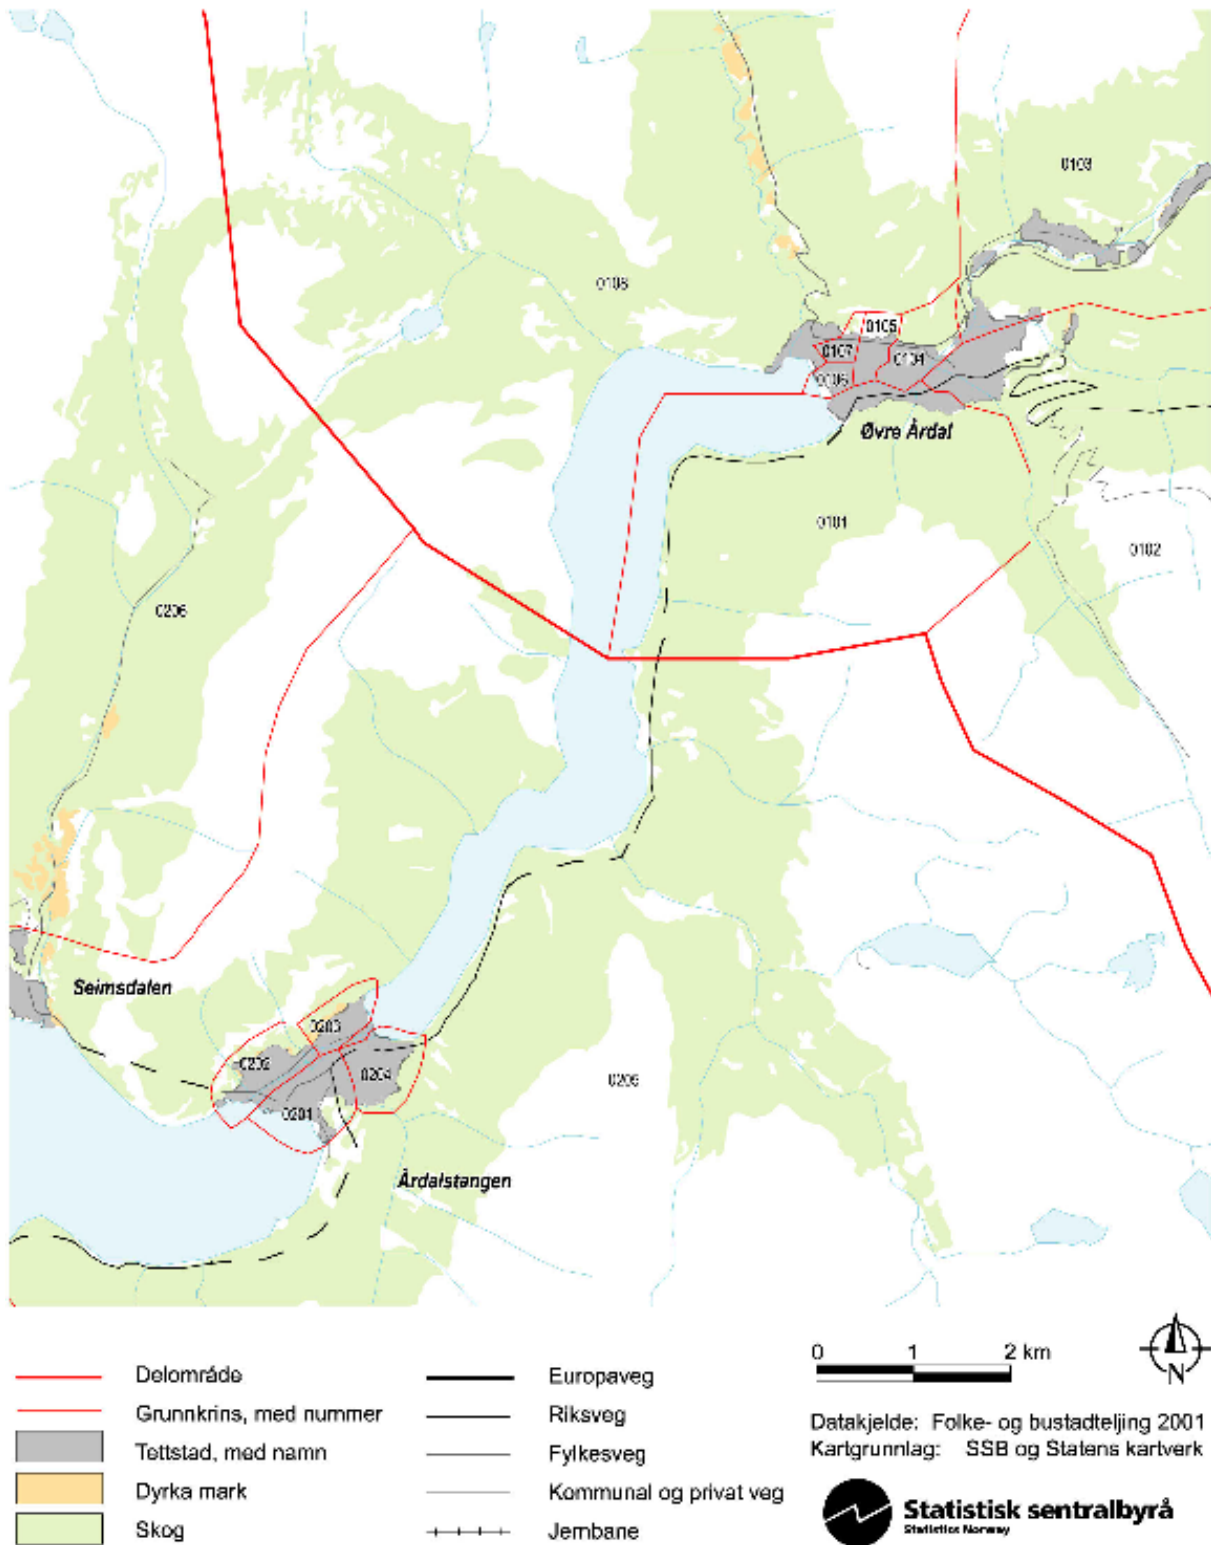 0103
0108
0105
0107
0104
0106
Øvre Årdal
0101
0102
0206
Seimsdalen
0203
0202
0204
0205
0201
Årdalstangen
0 1 2 km
N
Delområde
Grunnkrins, med nummer
Tettstad, med namn
Dyrka mark
Skog
Europaveg
Riksveg
Fylkesveg
Kommunal og privat veg
Jernbane
Datakjelde: Folke- og bustadteljing 2001
Kartgrunnlag: SSB og Statens kartverk
Statistisk sentralbyrå
Statistics Norway